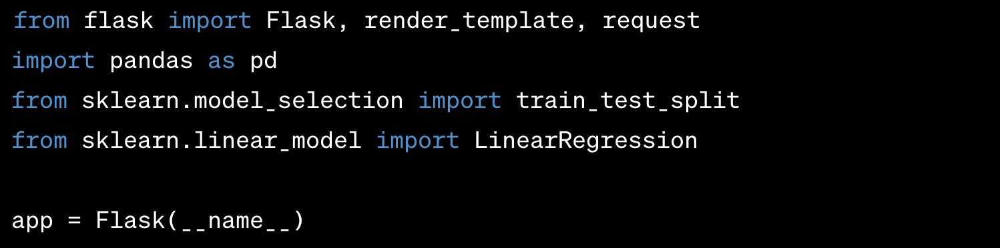 from flask import Flask, render_template, request
import pandas as pd
from sklearn.model_selection import train_test_split
from sklearn.linear_model import LinearRegression
app = Flask(__name__)